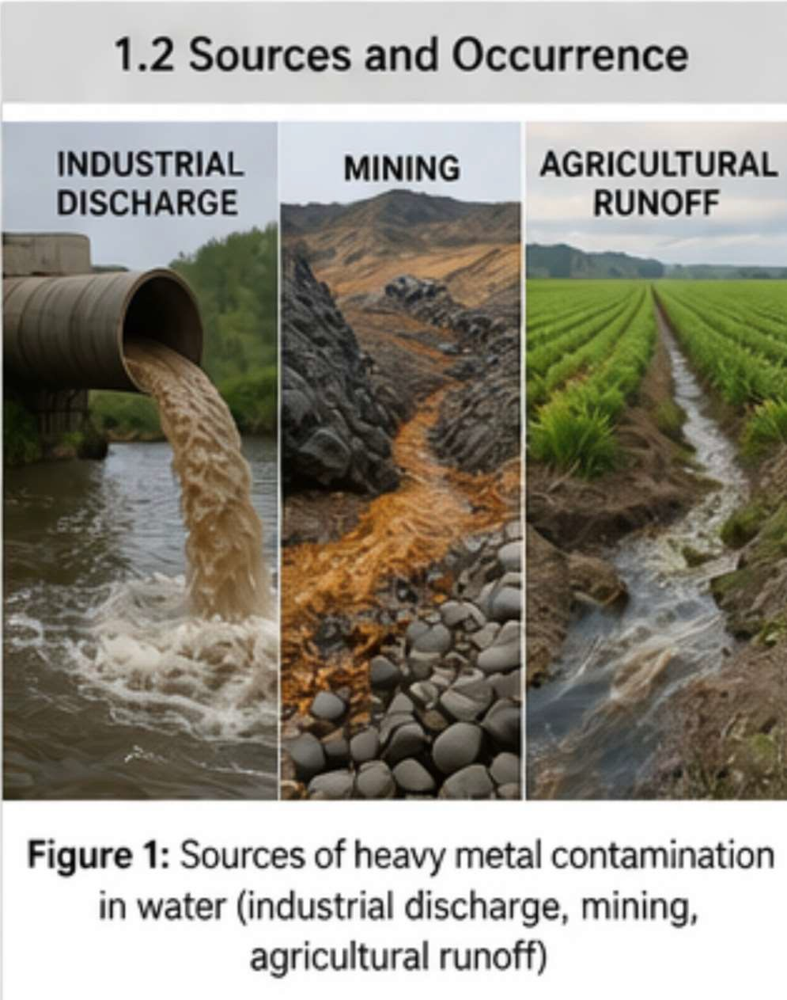 1.2 Sources and Occurrence
INDUSTRIAL
DISCHARGE
MINING
AGRICULTURAL
RUNOFF
Figure 1: Sources of heavy metal contamination
in water (industrial discharge, mining,
agricultural runoff)